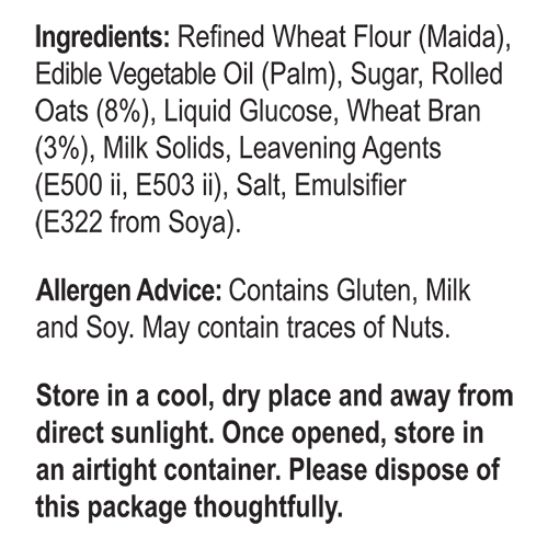 Ingredients: Refined Wheat Flour (Maida),
Edible Vegetable Oil (Palm), Sugar, Rolled
Oats (8%), Liquid Glucose, Wheat Bran
(3%), Milk Solids, Leavening Agents
(E500 ii, E503 ii), Salt, Emulsifier
(E322 from Soya).
Allergen Advice: Contains Gluten, Milk
and Soy. May contain traces of Nuts.
Store in a cool, dry place and away from
direct sunlight. Once opened, store in
an airtight container. Please dispose of
this package thoughtfully.